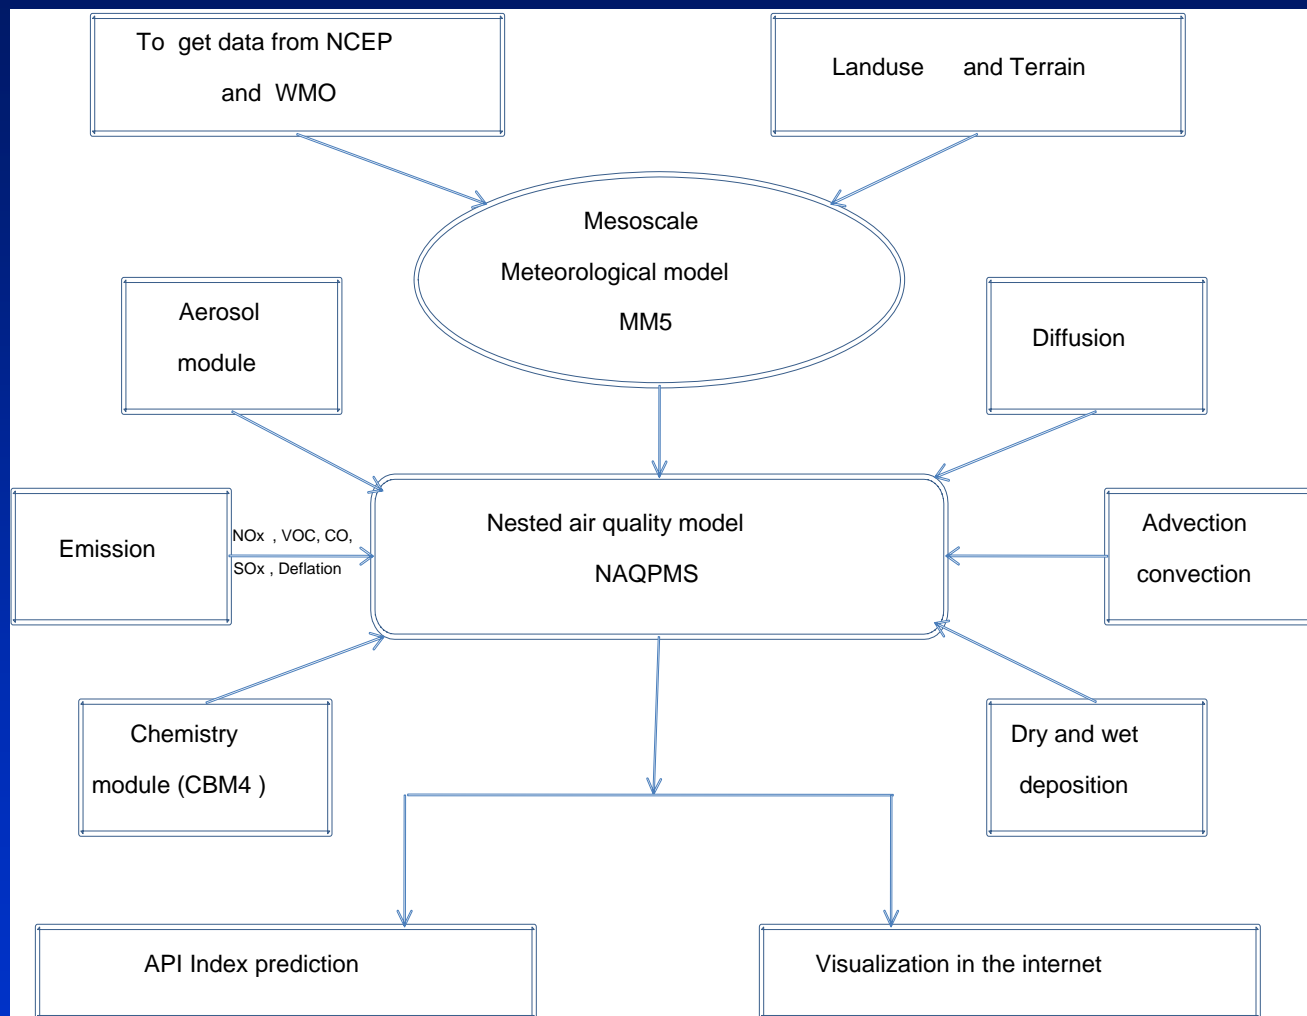 To get data from NCEP
and WMO
Landuse and Terrain
Mesoscale
Meteorological model
MM5
Aerosol
module
Diffusion
Emission
NOx , VOC, CO,
SOx , Deflation
Nested air quality model
NAQPMS
Advection
convection
Chemistry
module (CBM4 )
Dry and wet
deposition
API Index prediction
Visualization in the internet